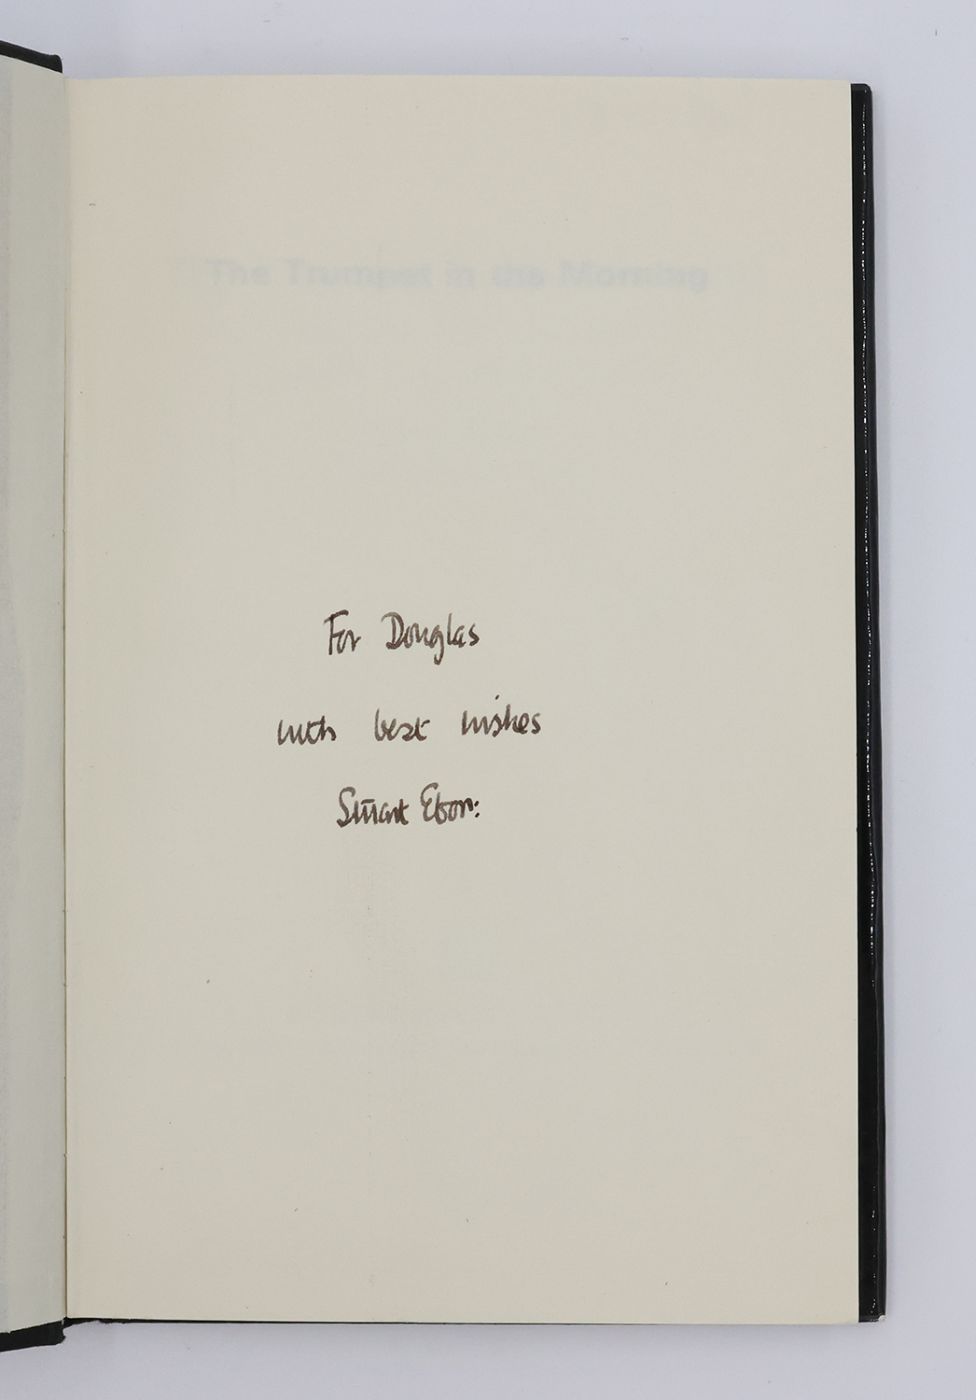 The Trumpet in the Morning
For Douglas
with best wishes
Stuart Ebor: